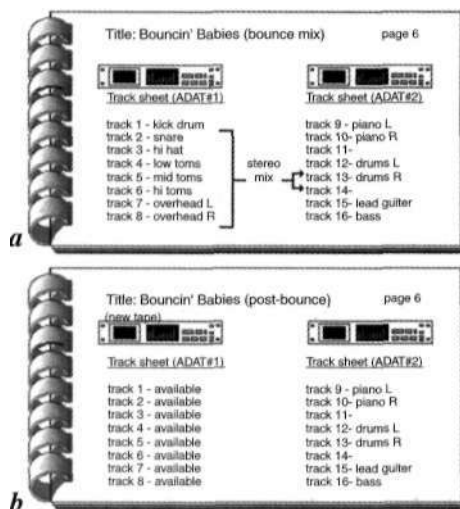 Title: Bouncin' Babies (bounce mix)
page 6
Track sheet (ADAT#1)
track 1 - kick drum
track 2 - snare
track 3 - hi hat
track 4 - low toms
track 5 - mid toms
track 6 - hi toms
track 7 - overhead L
track 8 - overhead R
stereo
mix
Track sheet (ADAT#2)
track 9 - piano L
track 10- piano R
track 11-
track 12- drums L
track 13- drums R
track 14-
track 15- lead guiter
track 16- bass
a
Title: Bouncin' Babies (post-bounce)
page 6
(new tape)
Track sheet (ADAT#1)
track 1 - available
track 2 - available
track 3 - available
track 4 - available
track 5 - available
track 6 - available
track 7 - available
track 8 - available
Track sheet (ADAT#2)
track 9 - piano L
track 10- piano R
track 11-
track 12- drums L
track 13- drums R
track 14-
track 15- lead guiter
track 16- bass
b